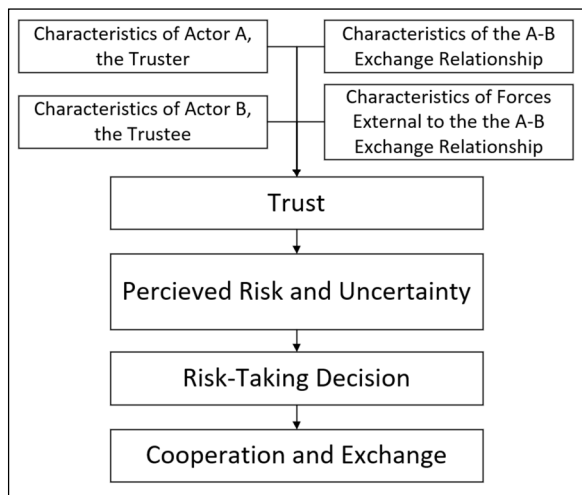 Characteristics of Actor A,
the Truster
Characteristics of the A-B
Exchange Relationship
Characteristics of Actor B,
the Trustee
Characteristics of Forces
External to the the A-B
Exchange Relationship
Trust
Percieved Risk and Uncertainty
Risk-Taking Decision
Cooperation and Exchange